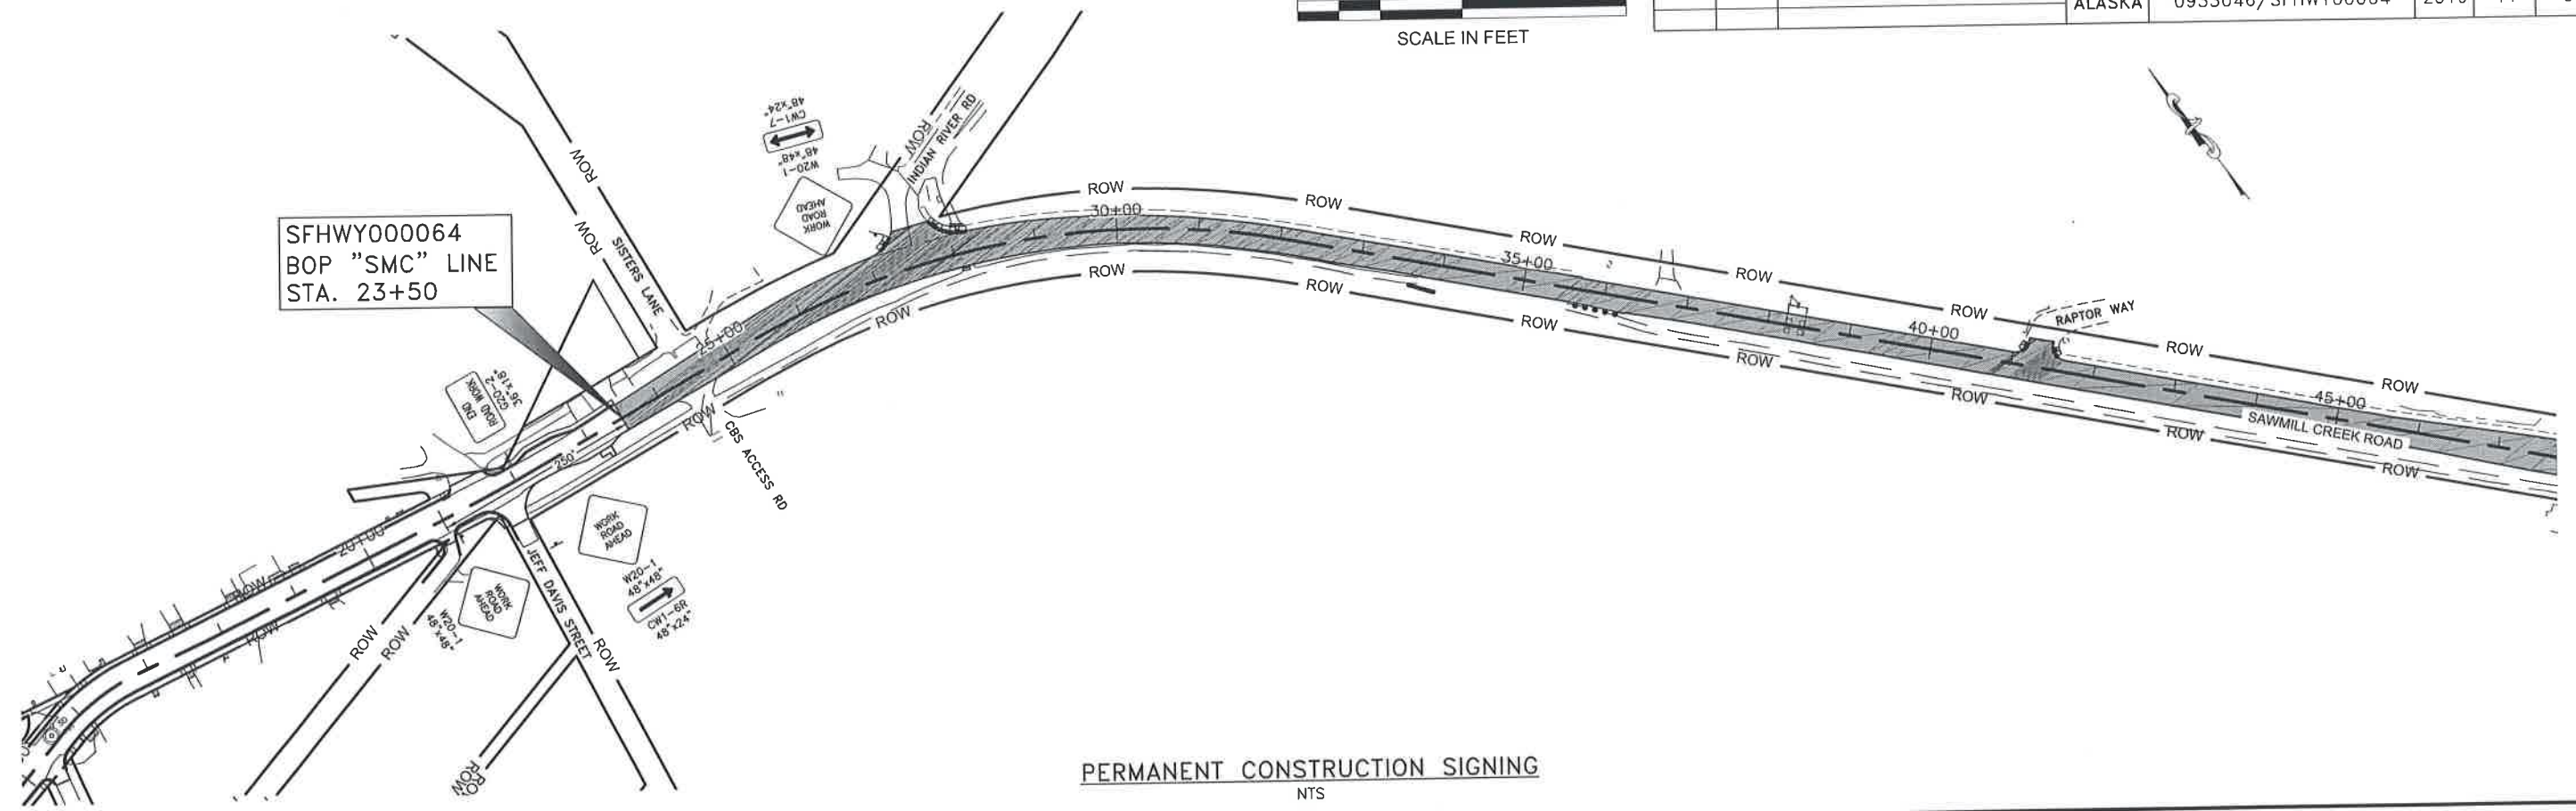 SCALE IN FEET
ALASKA
SFHWY000064
BOP "SMC" LINE
STA. 23+50
ROW
ROW
SISTERS LANE
48"x24"
CW1-7
48"x48"
W20-1
WORK
ROAD
AHEAD
ROW
INDIAN RIVER RD
END
ROAD WORK
G20-2
36"x18"
20+00
250'
25+00
30+00
35+00
40+00
45+00
ROW
ROW
ROW
ROW
ROW
ROW
ROW
RAPTOR WAY
ROW
ROW
ROW
ROW
ROW
ROW
ROW
ROW
ROW
ROW
SAWMILL CREEK ROAD
ROW
CBS ACCESS RD
WORK
ROAD
AHEAD
W20-1
48"x48"
CW1-6R
48"x24"
WORK
ROAD
AHEAD
W20-1
48"x48"
JEFF DAVIS STREET
ROW
ROW
ROW
ROW
ROW
ROW
ROW
PERMANENT CONSTRUCTION SIGNING
NTS